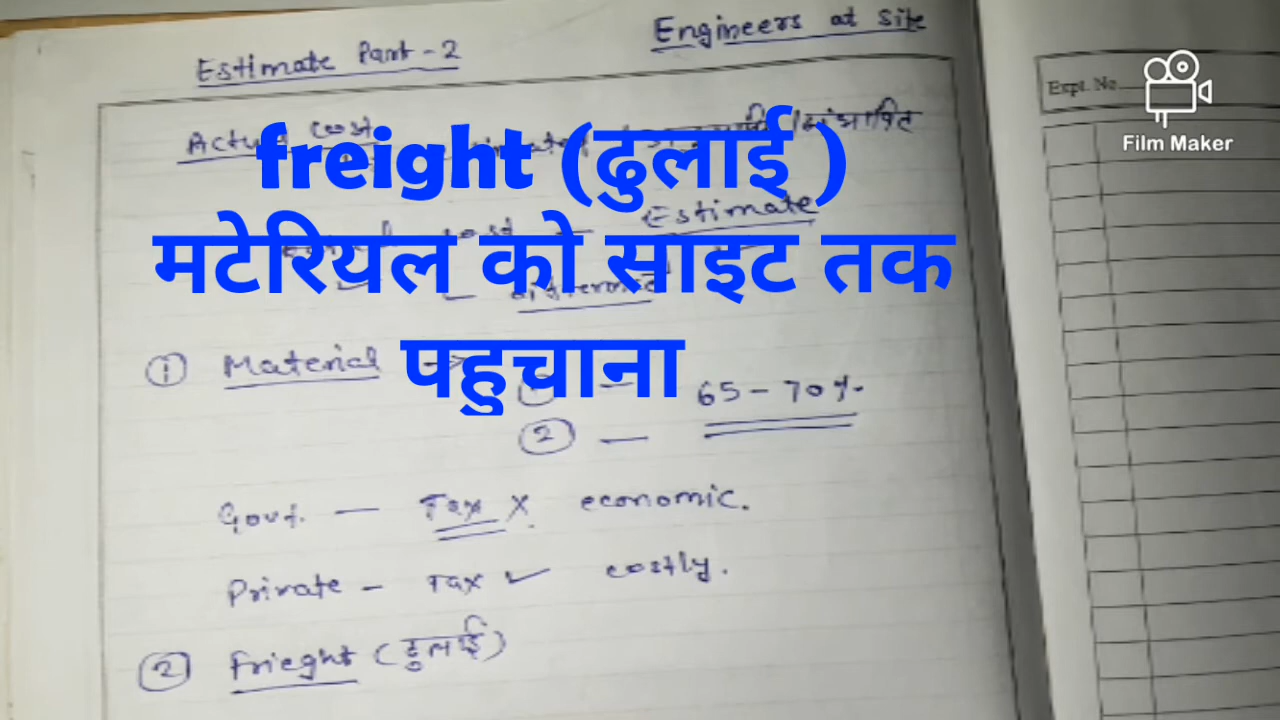 Estimate Part-2
Engineers at Site
Expt. No.
Film Maker
freight (ढुलाई)
मटेरियल को साइट तक
पहुचाना
Estimate
① Material →
65-70%
② —
Govt. — Tax X economic.
Private - Tax ✓ costly.
② frieght (ढुलाई)